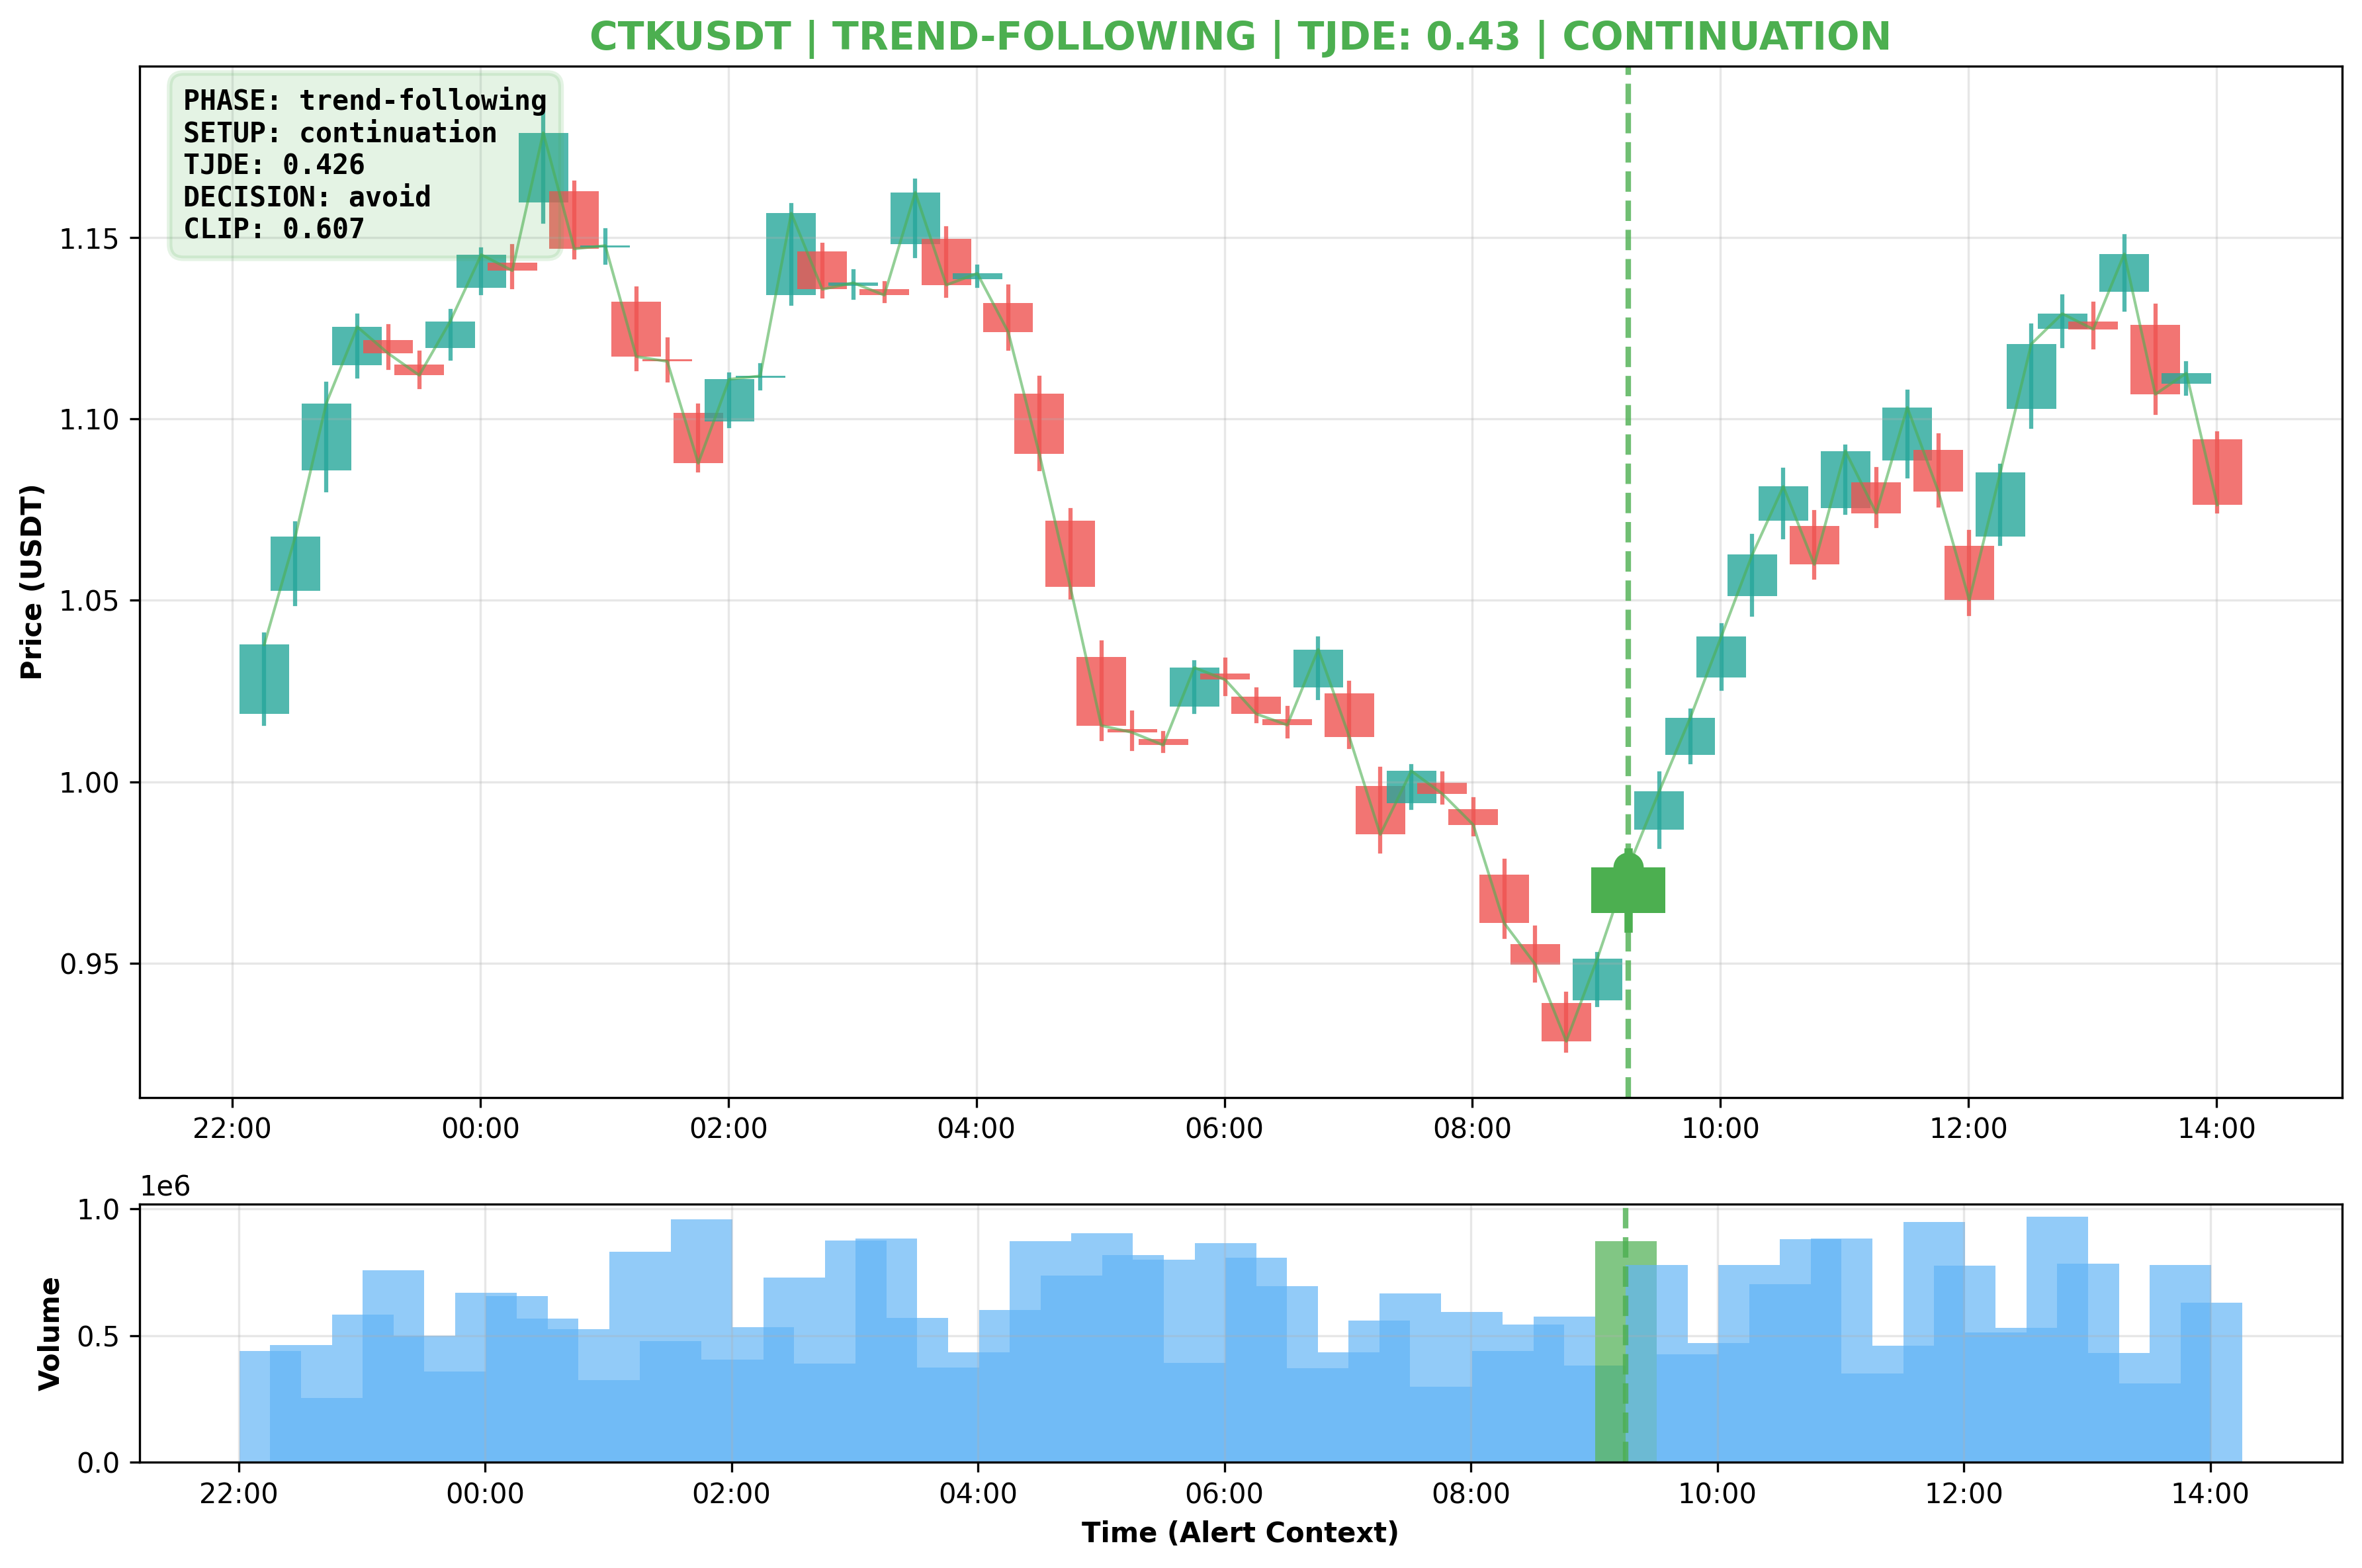 CTKUSDT | TREND-FOLLOWING | TJDE: 0.43 | CONTINUATION
PHASE: trend-following
SETUP: continuation
TJDE: 0.426
DECISION: avoid
CLIP: 0.607
Price (USDT)
1.15
1.10
1.05
1.00
0.95
22:00 00:00 02:00 04:00 06:00 08:00 10:00 12:00 14:00
1e6
Volume
1.0
0.5
0.0
22:00 00:00 02:00 04:00 06:00 08:00 10:00 12:00 14:00
Time (Alert Context)